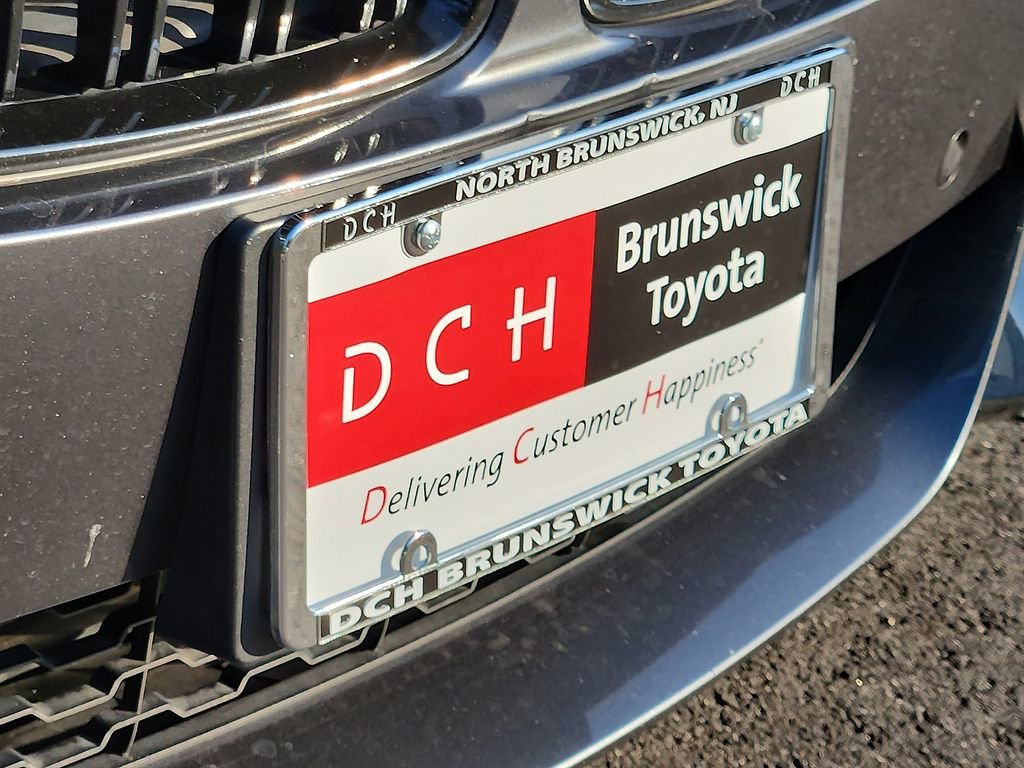 DCH NORTH BRUNSWICK, NJ DCH
DCH
Brunswick
Toyota
Delivering Customer Happiness®
DCH BRUNSWICK TOYOTA